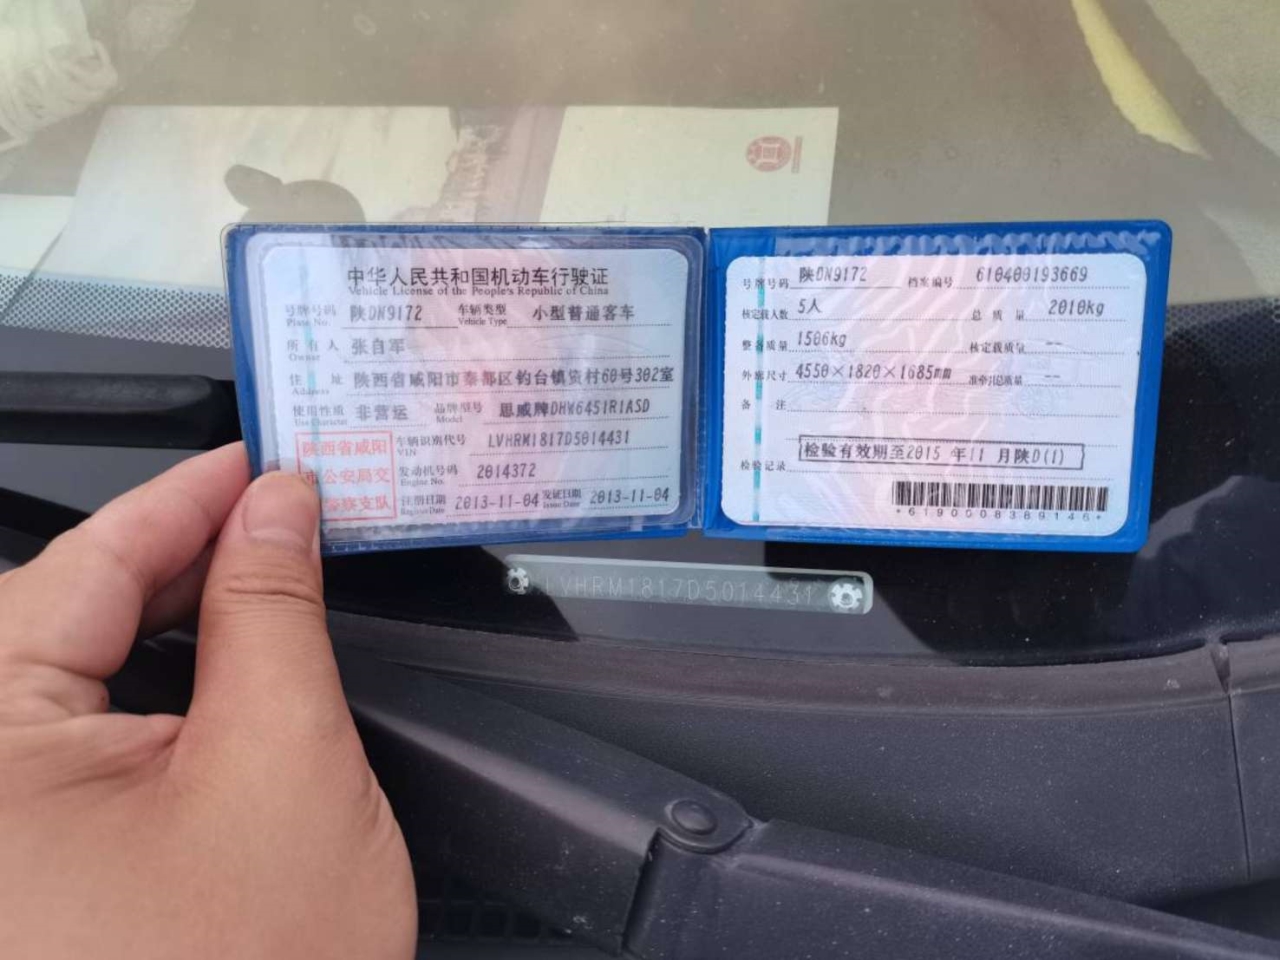 中华人民共和国机动车行驶证
Vehicle License of the People's Republic of China
号牌号码 陕DN9172 车辆类型 小型普通客车
Plate No. Vehicle Type
所有人 张自军
Owner
住址 陕西省咸阳市秦都区钓台镇资村60号302室
Address
使用性质 非营运 品牌型号 思威牌DHW6451R1ASD
Use Character Model
陕西省咸阳
市公安局交
警察支队
车辆识别代号 LVHRM1817D5014431
VIN
发动机号码 2014372
Engine No.
注册日期 2013-11-04 发证日期 2013-11-04
Register Date Issue Date
号牌号码 陕DN9172 档案编号 610400193669
核定载人数 5人 总质量 2010kg
整备质量 1506kg 核定载质量 --
外廓尺寸 4550×1820×1685mm 准牵引总质量 --
备注
检验有效期至2015年11月陕D(1)
检验记录
*6190008389146*
LVHRM1817D5014431